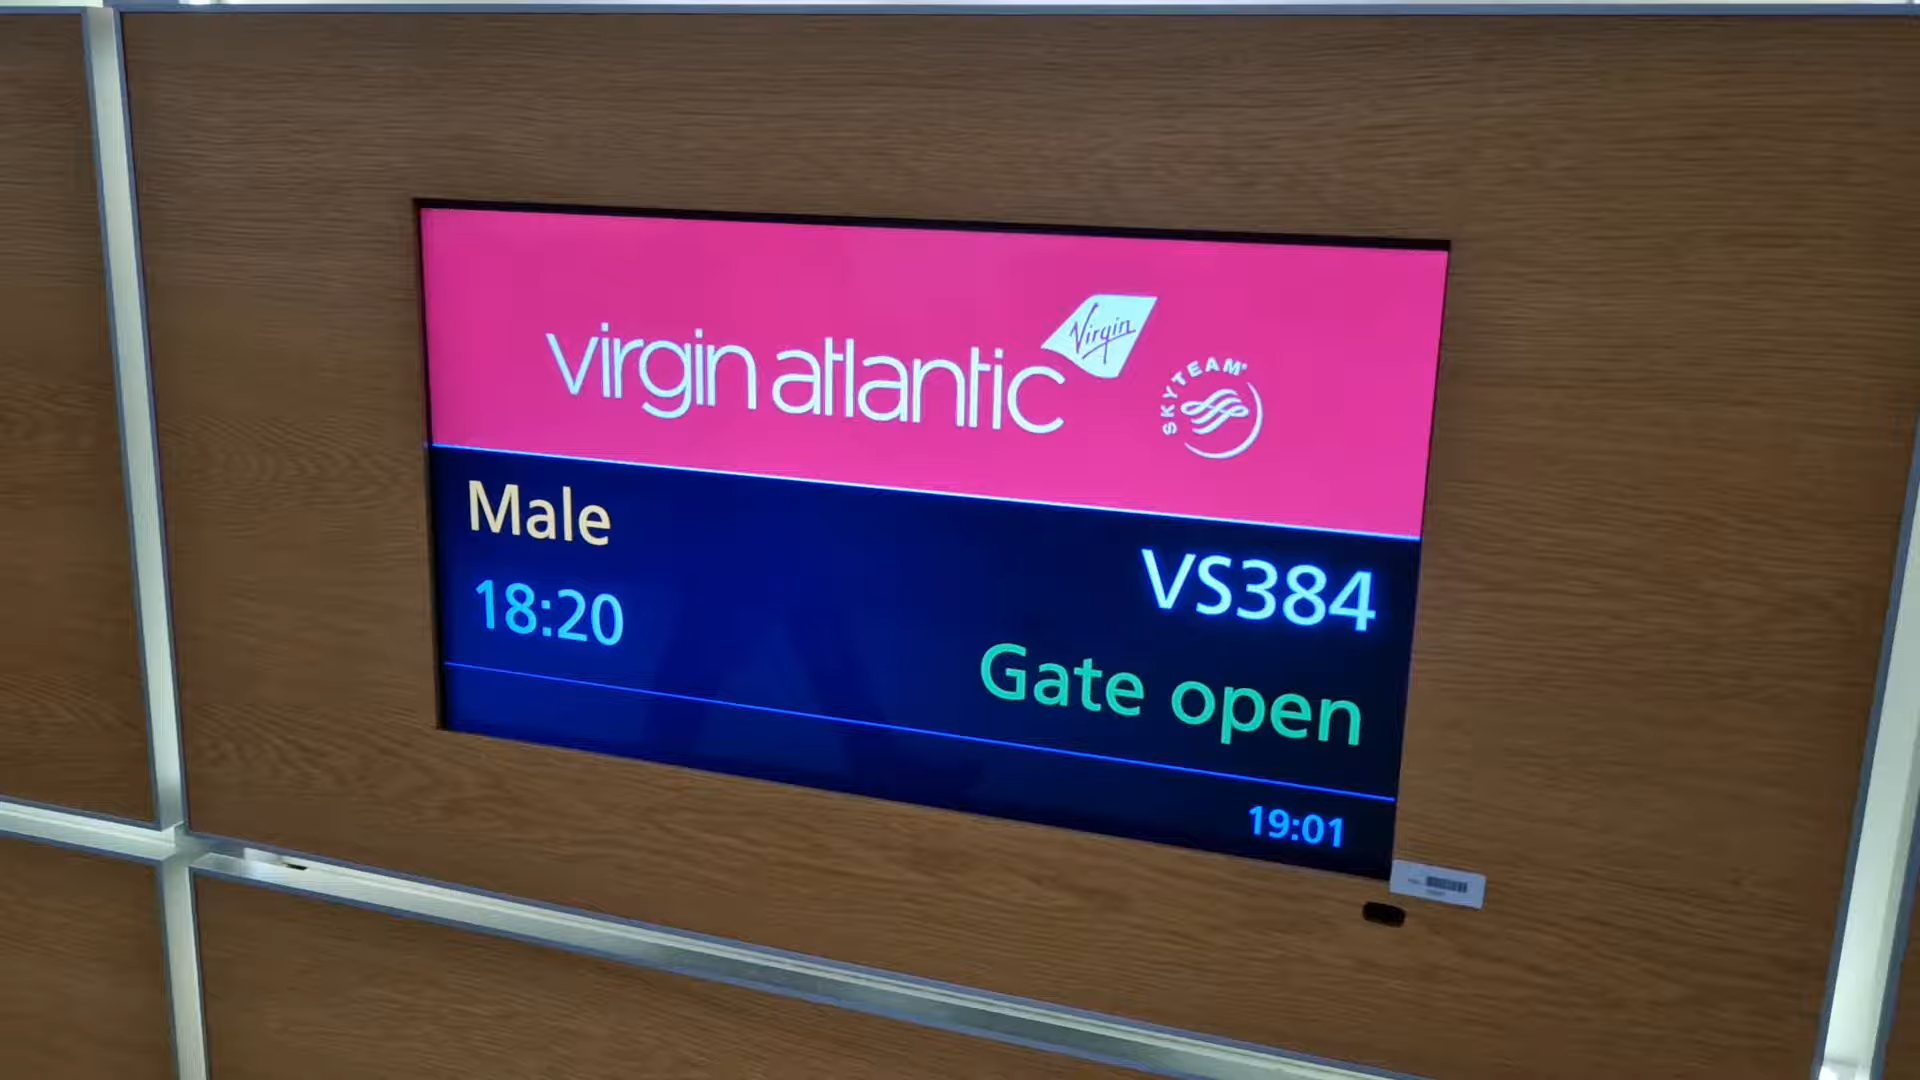 virgin atlantic
Virgin
SKYTEAM
Male
VS384
18:20
Gate open
19:01